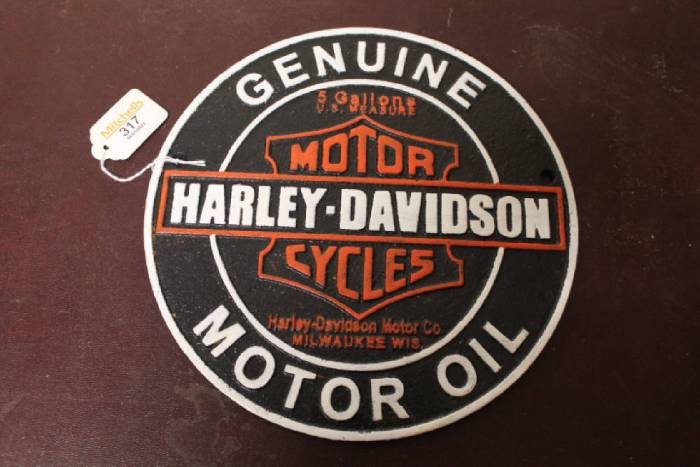 GENUINE
5 Gallons
U.S. MEASURE
MOTOR
HARLEY-DAVIDSON
CYCLES
Harley-Davidson Motor Co.
MILWAUKEE WIS.
MOTOR OIL
Mitchells
317